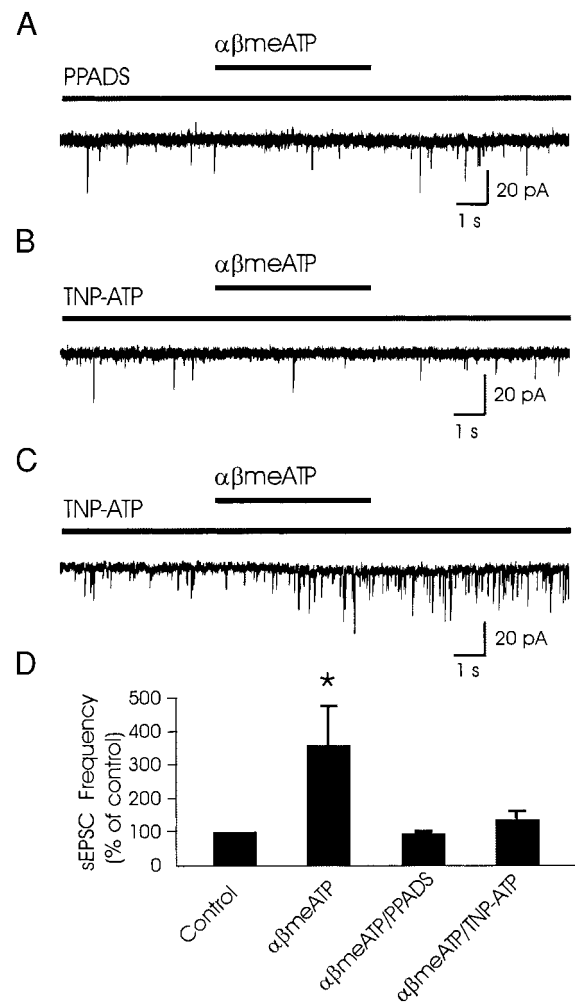 A
αβmeATP
PPADS
20 pA
1 s
B
αβmeATP
TNP-ATP
20 pA
1 s
C
αβmeATP
TNP-ATP
20 pA
1 s
D
*
sEPSC Frequency
(% of control)
500
400
300
200
100
0
Control
αβmeATP
αβmeATP/PPADS
αβmeATP/TNP-ATP